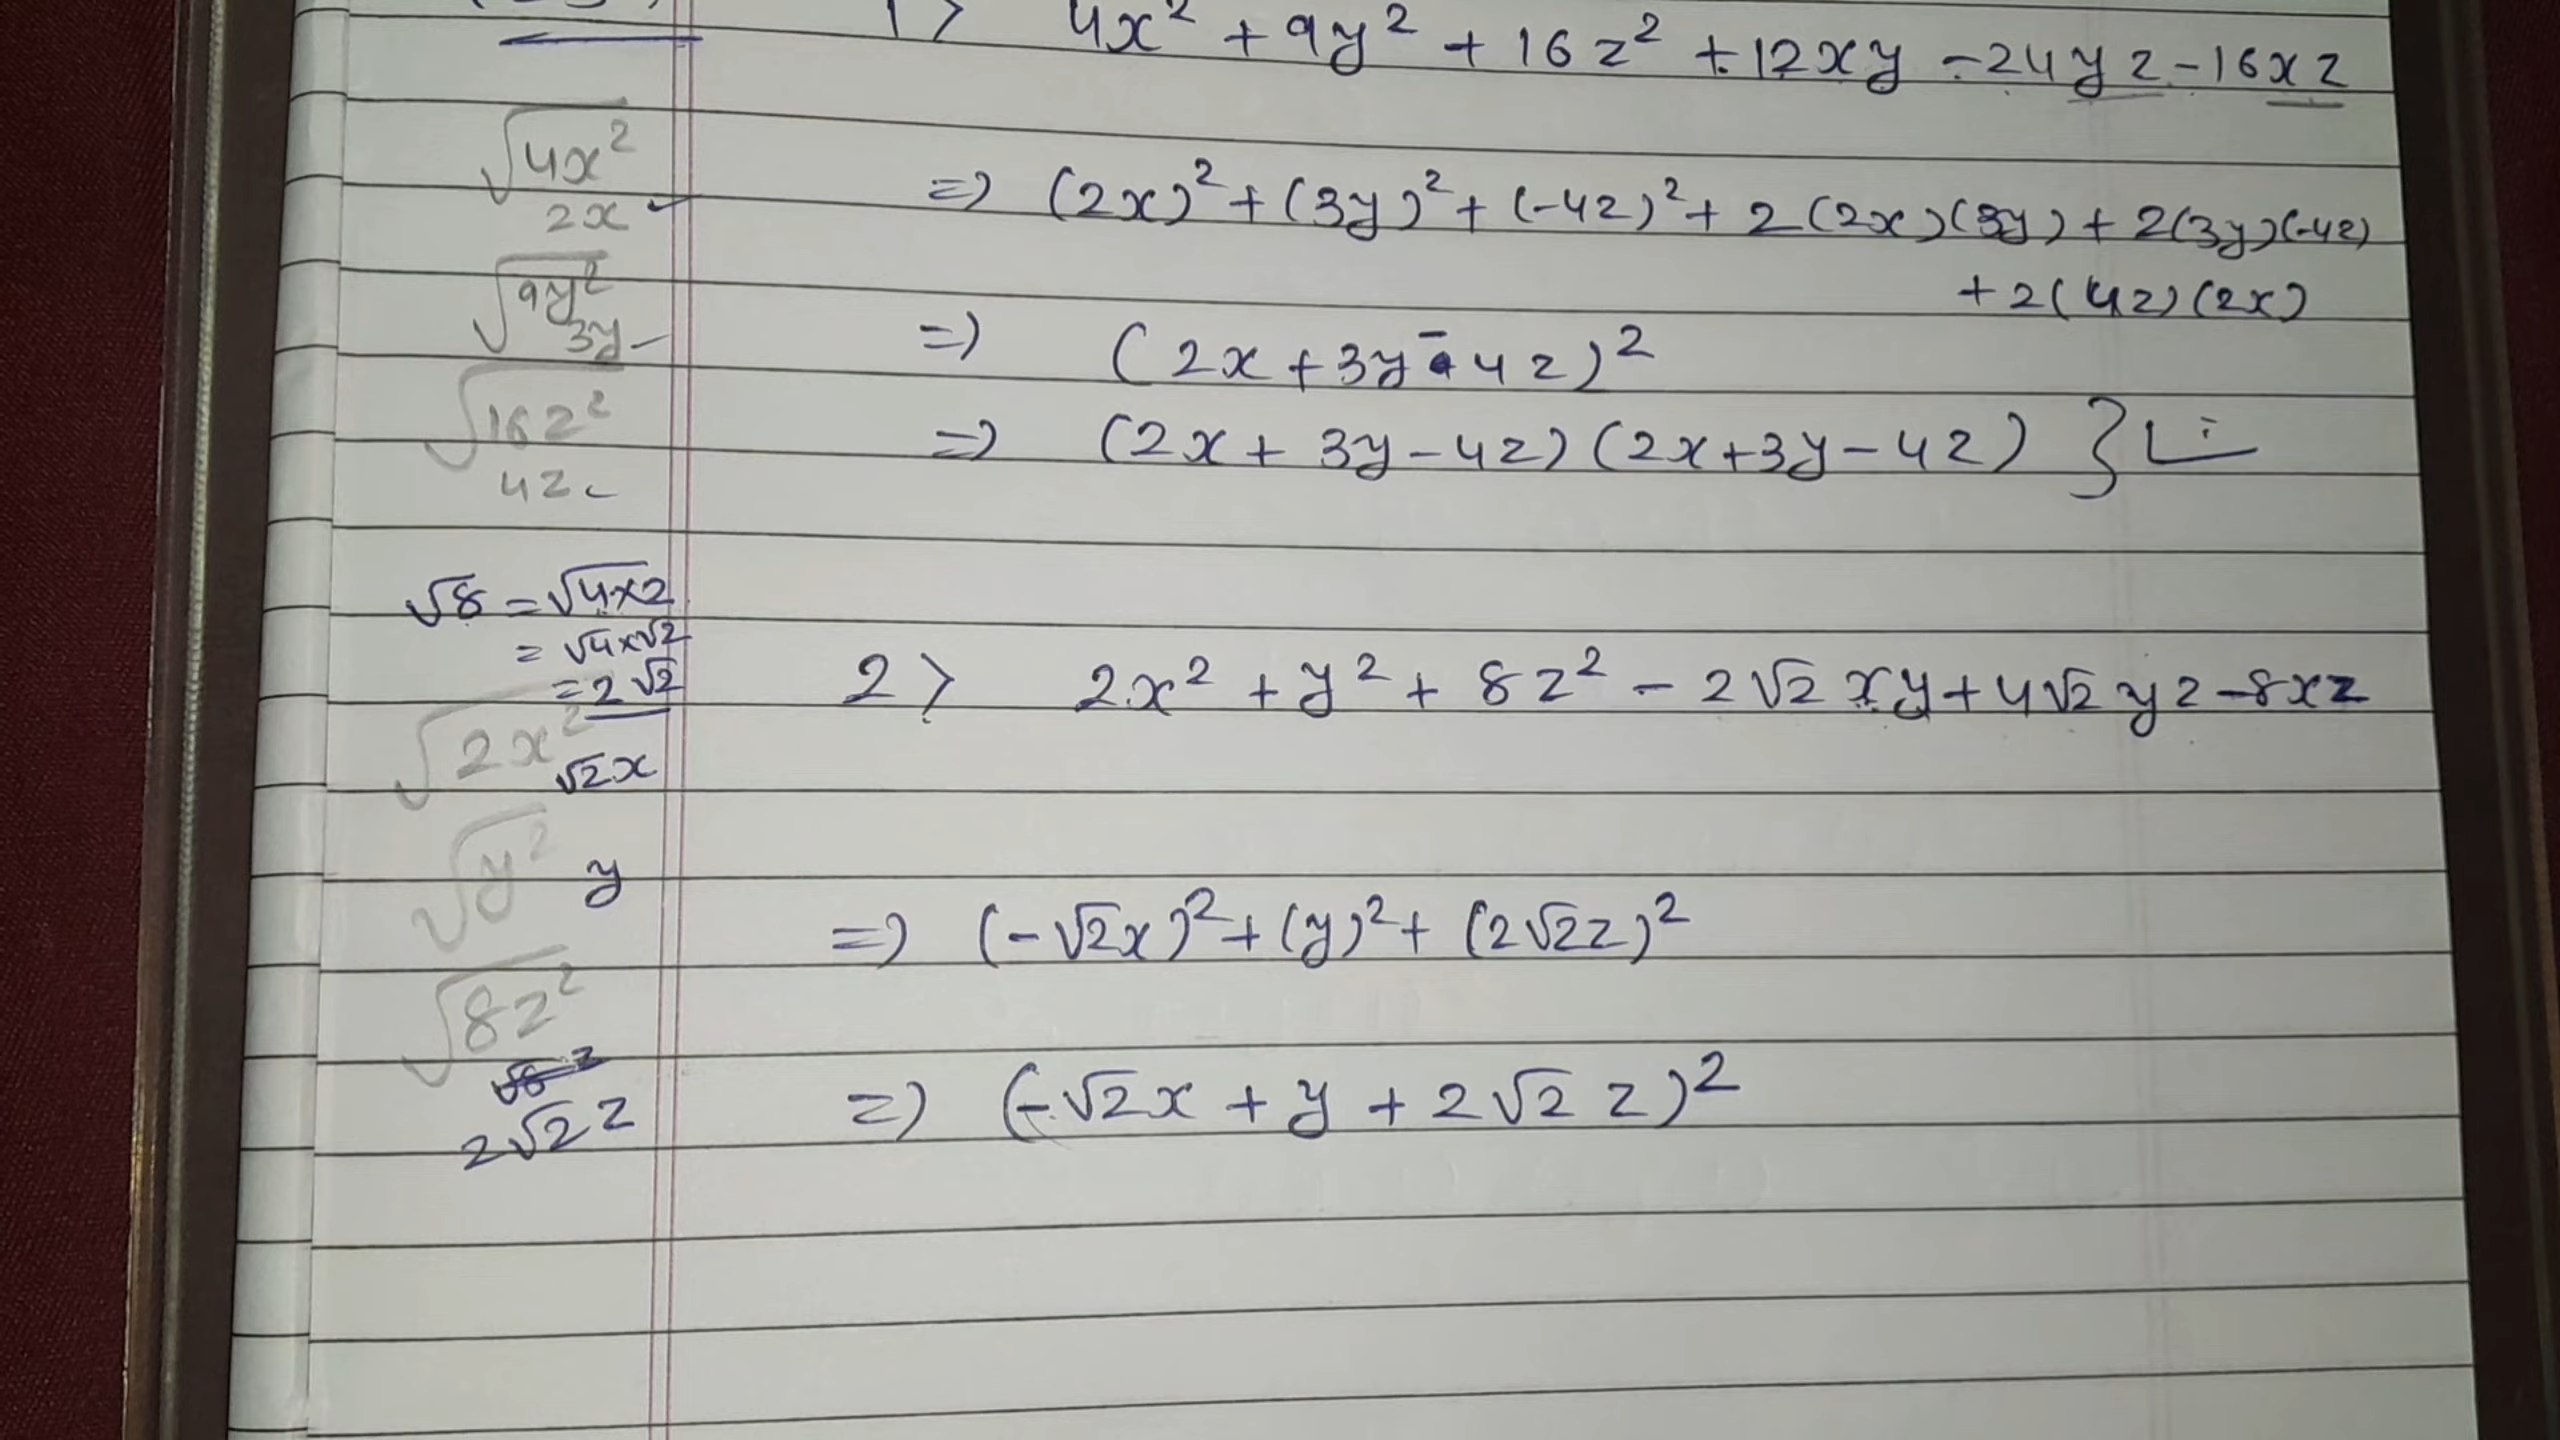 1> 4x² + 9y² + 16z² + 12xy - 24yz - 16xz
√4x²
2x
=> (2x)² + (3y)² + (-4z)² + 2(2x)(3y) + 2(3y)(-4z)
+ 2(4z)(2x)
√9y²
3y
=> (2x + 3y - 4z)²
√16z²
4z
=> (2x + 3y - 4z) (2x + 3y - 4z) }
√8 = √4x2
= √4x√2
= 2√2
2> 2x² + y² + 8z² - 2√2 xy + 4√2 yz - 8xz
√2x²
√2x
√y² y
=> (-√2x)² + (y)² + (2√2z)²
√8z²
2√2z
=> (-√2x + y + 2√2 z)²